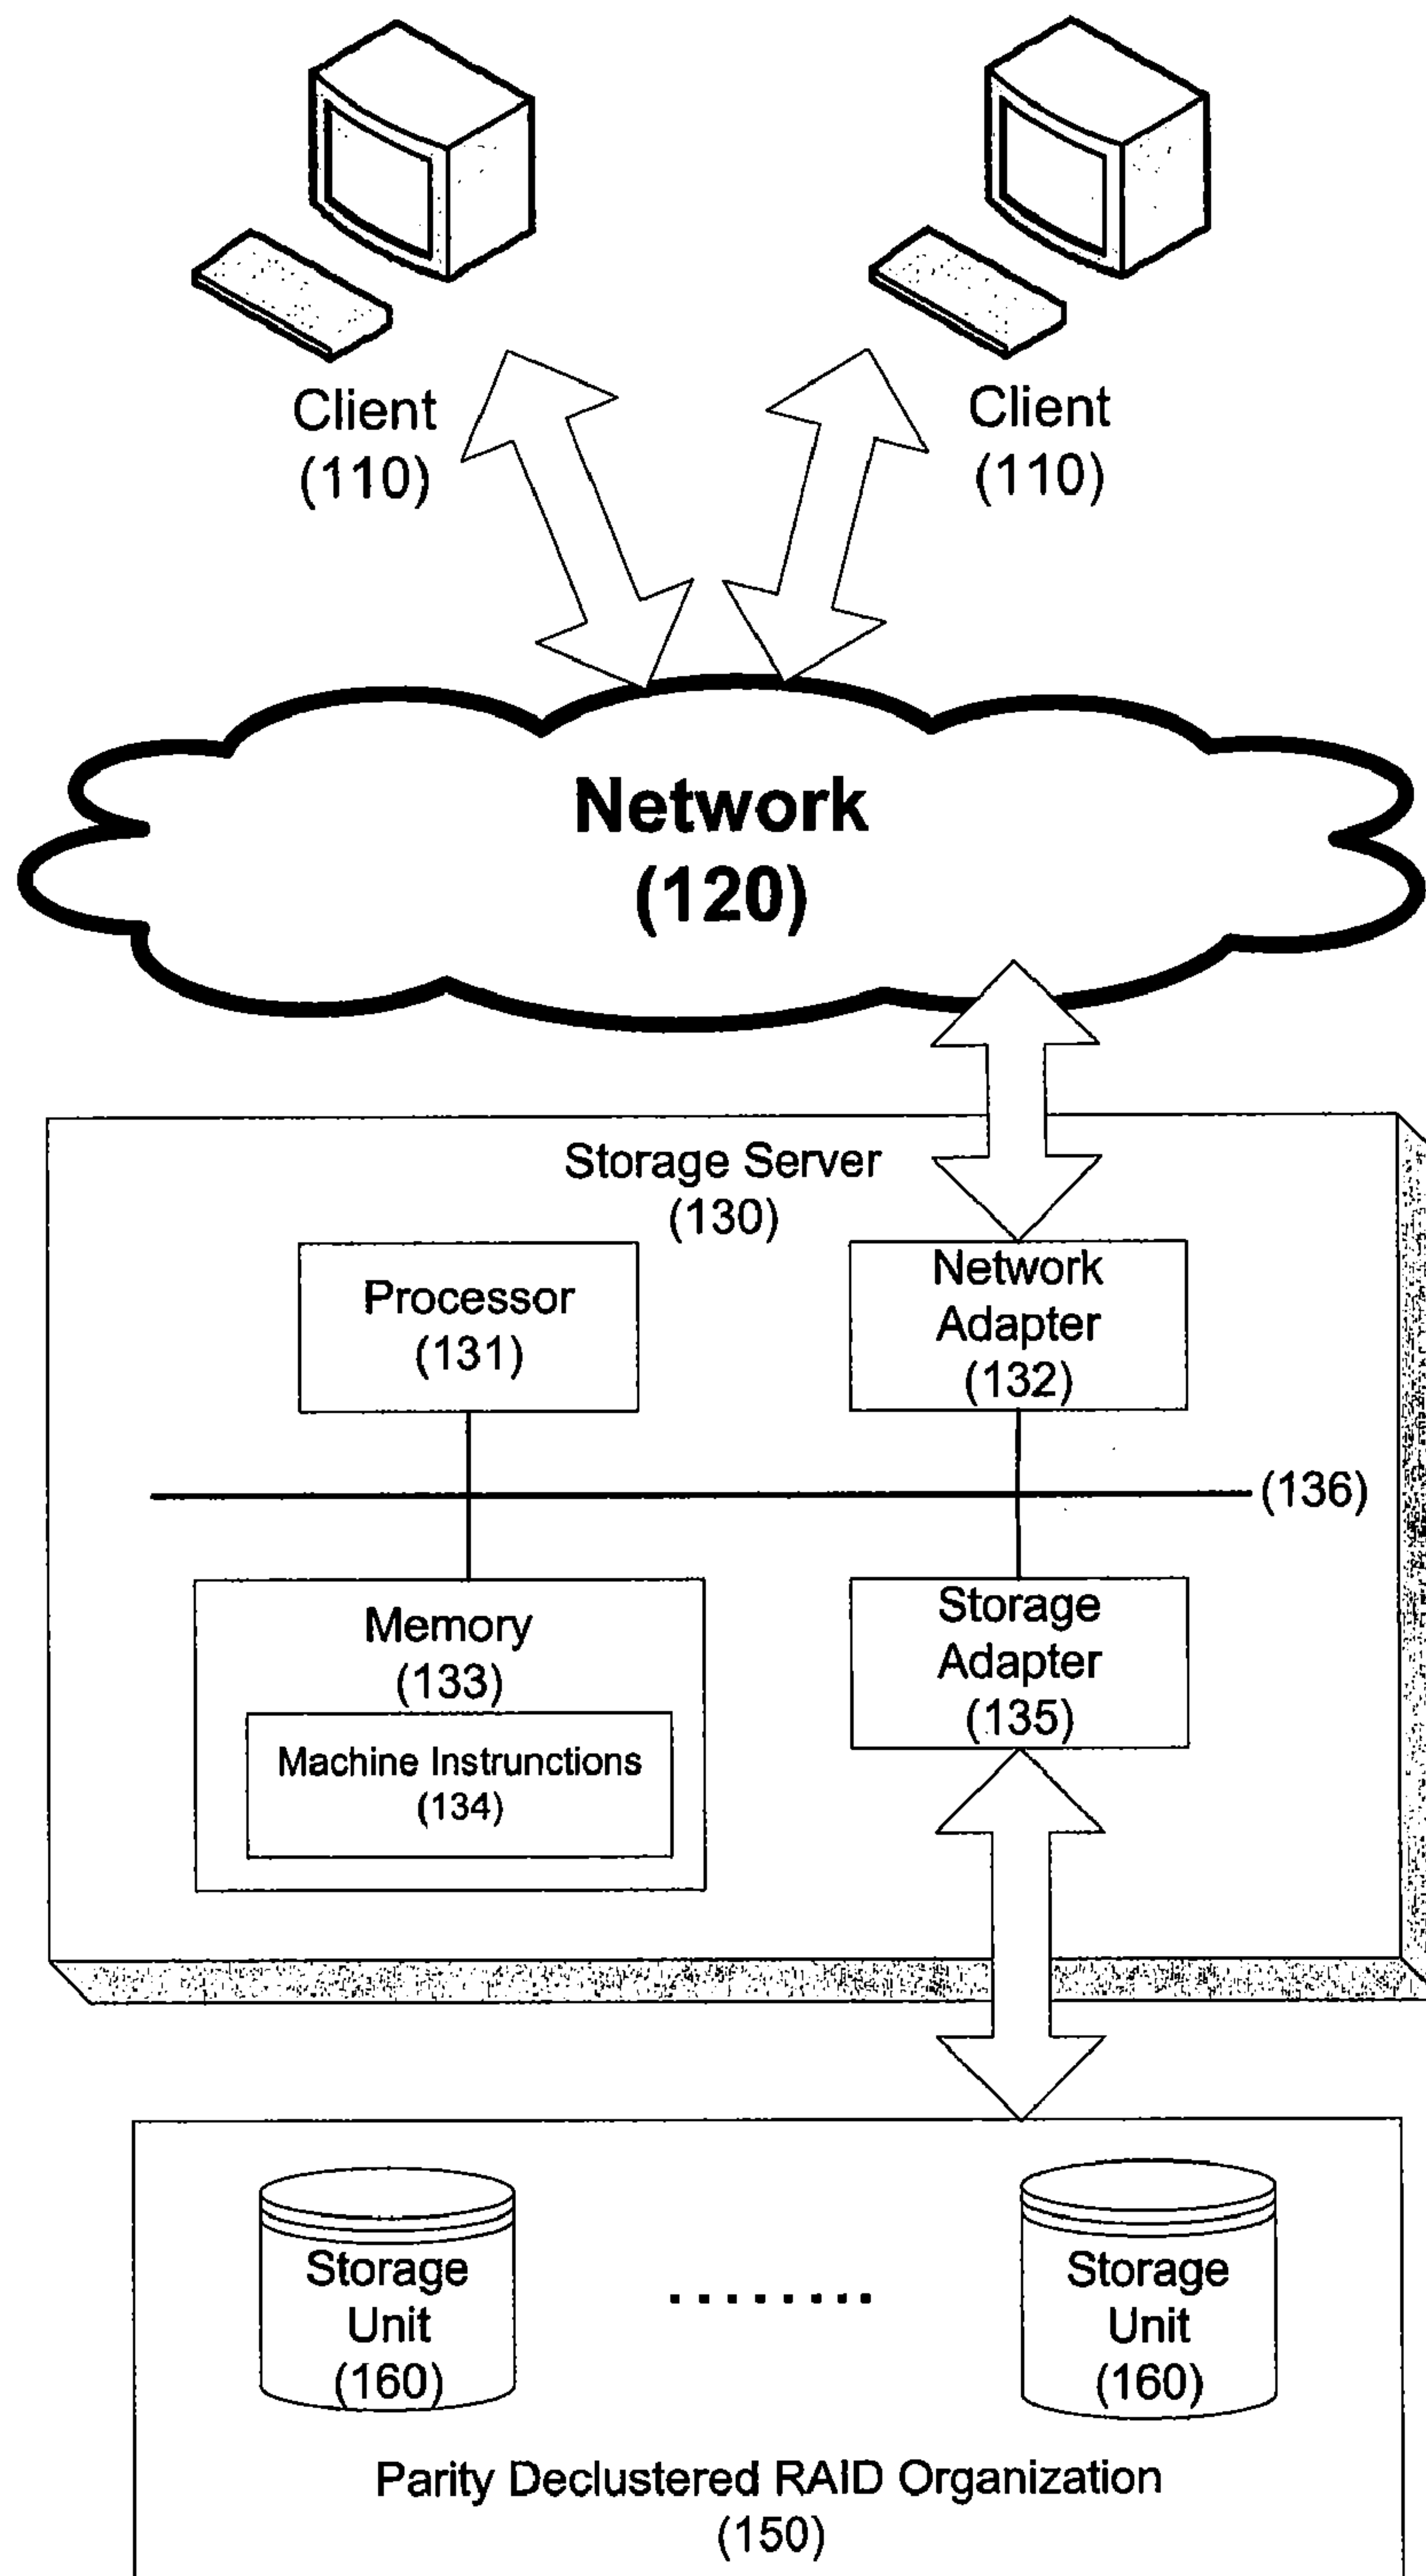 Client
(110)
Client
(110)
Network
(120)
Storage Server
(130)
Processor
(131)
Network
Adapter
(132)
(136)
Memory
(133)
Machine Instrunctions
(134)
Storage
Adapter
(135)
Storage
Unit
(160)
........
Storage
Unit
(160)
Parity Declustered RAID Organization
(150)